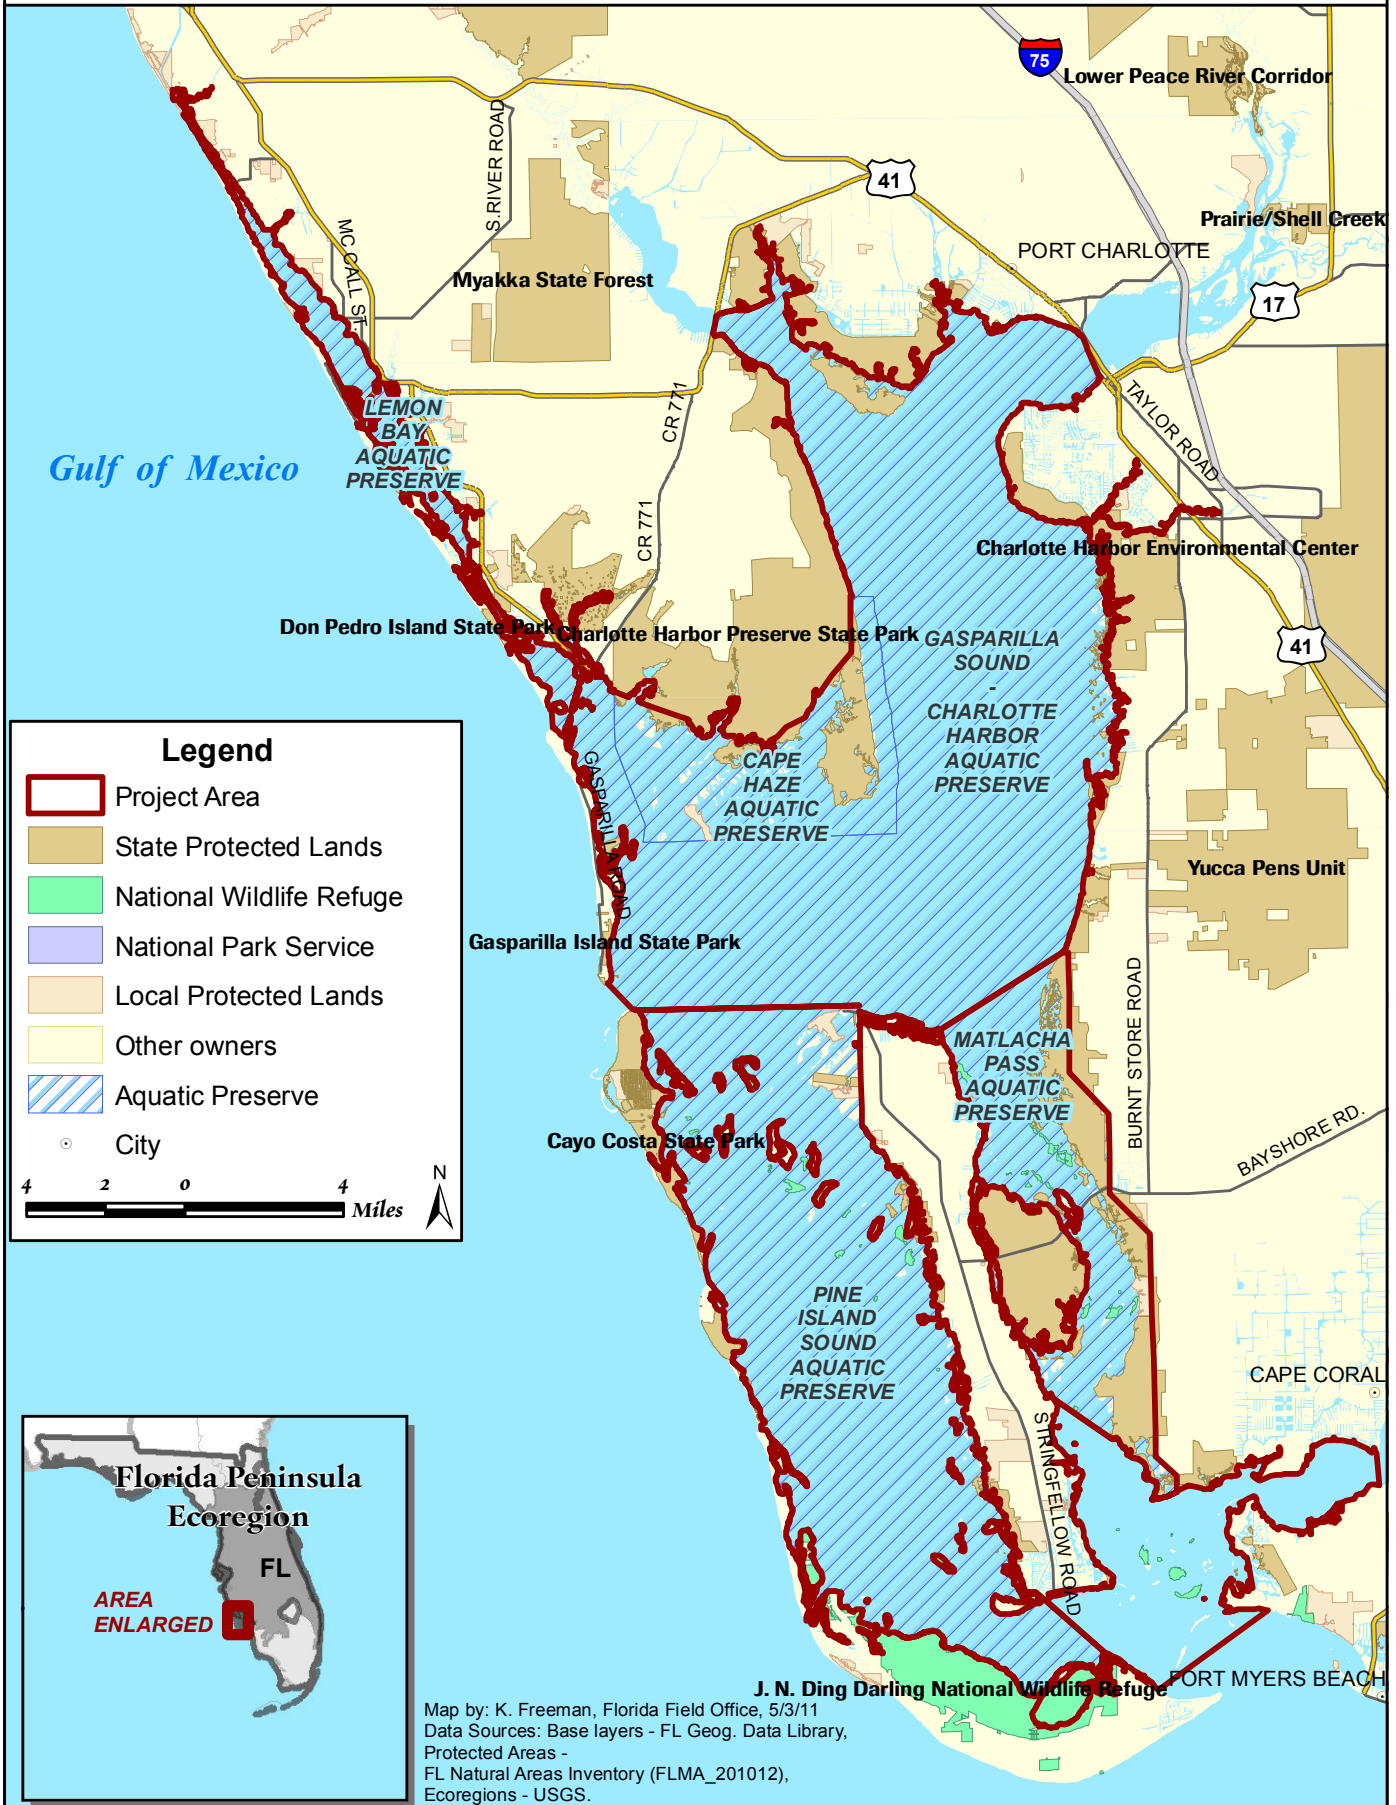 75
Lower Peace River Corridor
41
S.RIVER ROAD
Prairie/Shell Creek
PORT CHARLOTTE
MC CALL ST.
Myakka State Forest
17
CR 771
TAYLOR ROAD
LEMON
BAY
AQUATIC
PRESERVE
Gulf of Mexico
CR 771
Charlotte Harbor Environmental Center
Don Pedro Island State Park
Charlotte Harbor Preserve State Park
GASPARILLA
SOUND
-
CHARLOTTE
HARBOR
AQUATIC
PRESERVE
41
CAPE
HAZE
AQUATIC
PRESERVE
GASPARILLA ROAD
Yucca Pens Unit
Gasparilla Island State Park
BURNT STORE ROAD
MATLACHA
PASS
AQUATIC
PRESERVE
BAYSHORE RD.
Cayo Costa State Park
PINE
ISLAND
SOUND
AQUATIC
PRESERVE
CAPE CORAL
STRINGFELLOW ROAD
FORT MYERS BEACH
J. N. Ding Darling National Wildlife Refuge
Legend
Project Area
State Protected Lands
National Wildlife Refuge
National Park Service
Local Protected Lands
Other owners
Aquatic Preserve
City
4 2 0 4
Miles
N
Florida Peninsula
Ecoregion
FL
AREA
ENLARGED
Map by: K. Freeman, Florida Field Office, 5/3/11
Data Sources: Base layers - FL Geog. Data Library,
Protected Areas -
FL Natural Areas Inventory (FLMA_201012),
Ecoregions - USGS.